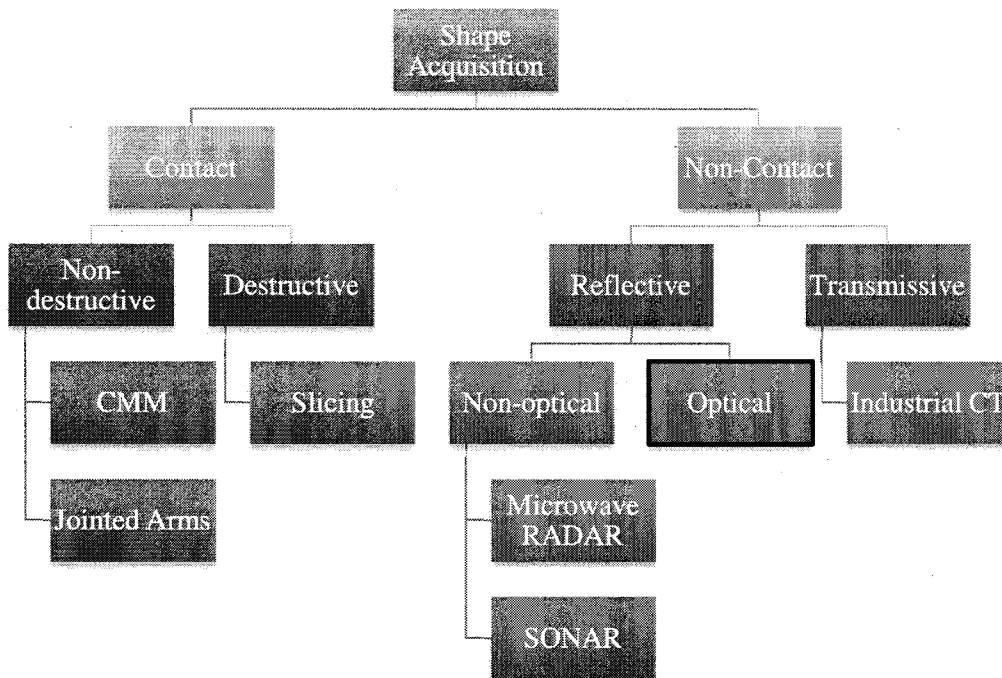 Shape
Acquisition
Contact
Non-Contact
Non-
destructive
Destructive
Reflective
Transmissive
CMM
Slicing
Non-optical
Optical
Industrial CT
Jointed Arms
Microwave
RADAR
SONAR